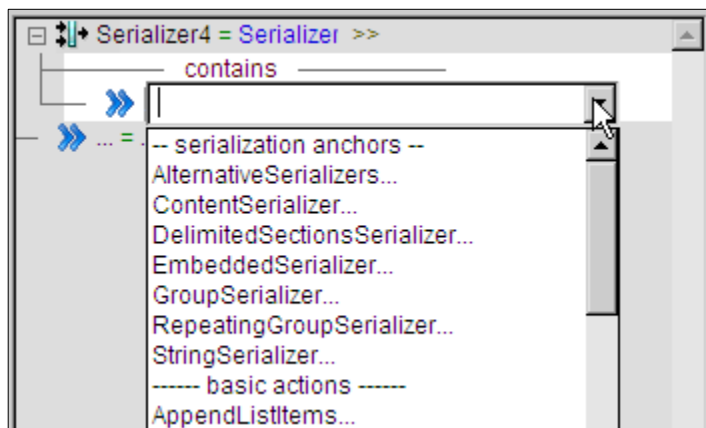 Serializer4 = Serializer >>
contains
... = .
-- serialization anchors --
AlternativeSerializers...
ContentSerializer...
DelimitedSectionsSerializer...
EmbeddedSerializer...
GroupSerializer...
RepeatingGroupSerializer...
StringSerializer...
------ basic actions ------
AppendListItems...